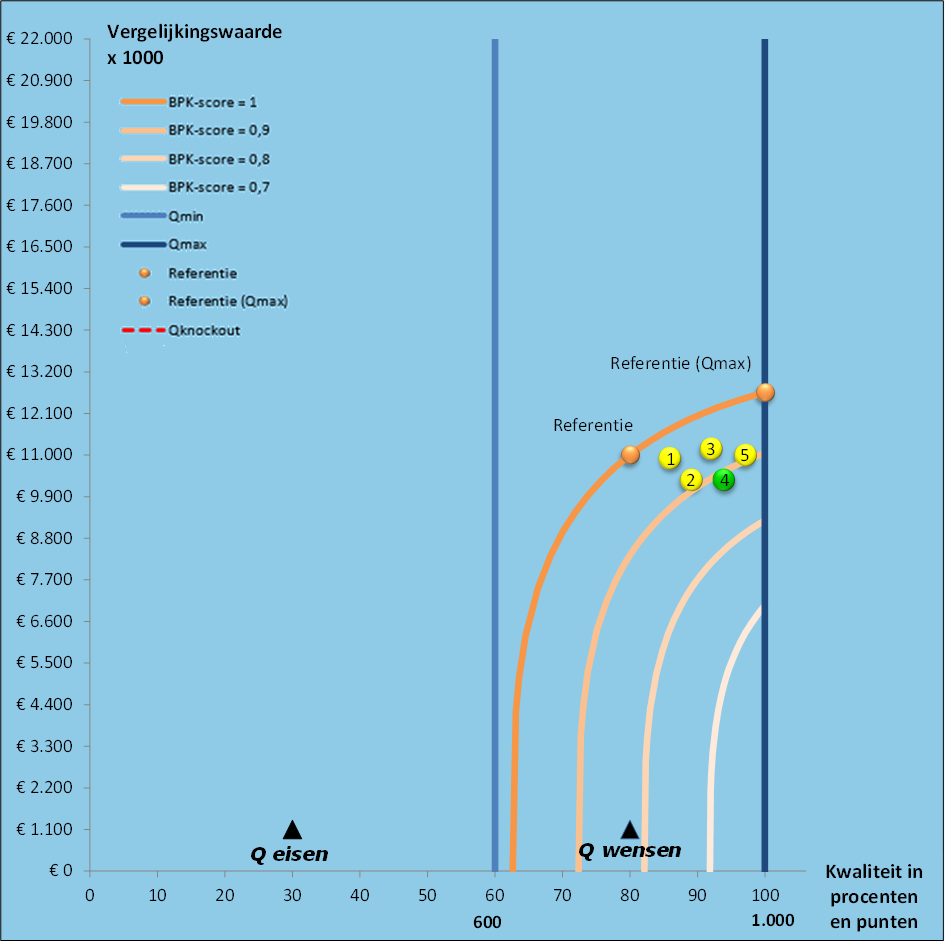 Vergelijkingswaarde
x 1000
€ 22.000
€ 20.900
€ 19.800
€ 18.700
€ 17.600
€ 16.500
€ 15.400
€ 14.300
€ 13.200
€ 12.100
€ 11.000
€ 9.900
€ 8.800
€ 7.700
€ 6.600
€ 5.500
€ 4.400
€ 3.300
€ 2.200
€ 1.100
€ 0
BPK-score = 1
BPK-score = 0,9
BPK-score = 0,8
BPK-score = 0,7
Qmin
Qmax
Referentie
Referentie (Qmax)
Qknockout
Referentie (Qmax)
Referentie
1
2
3
4
5
Q eisen
Q wensen
0 10 20 30 40 50 60 70 80 90 100
600
1.000
Kwaliteit in
procenten
en punten